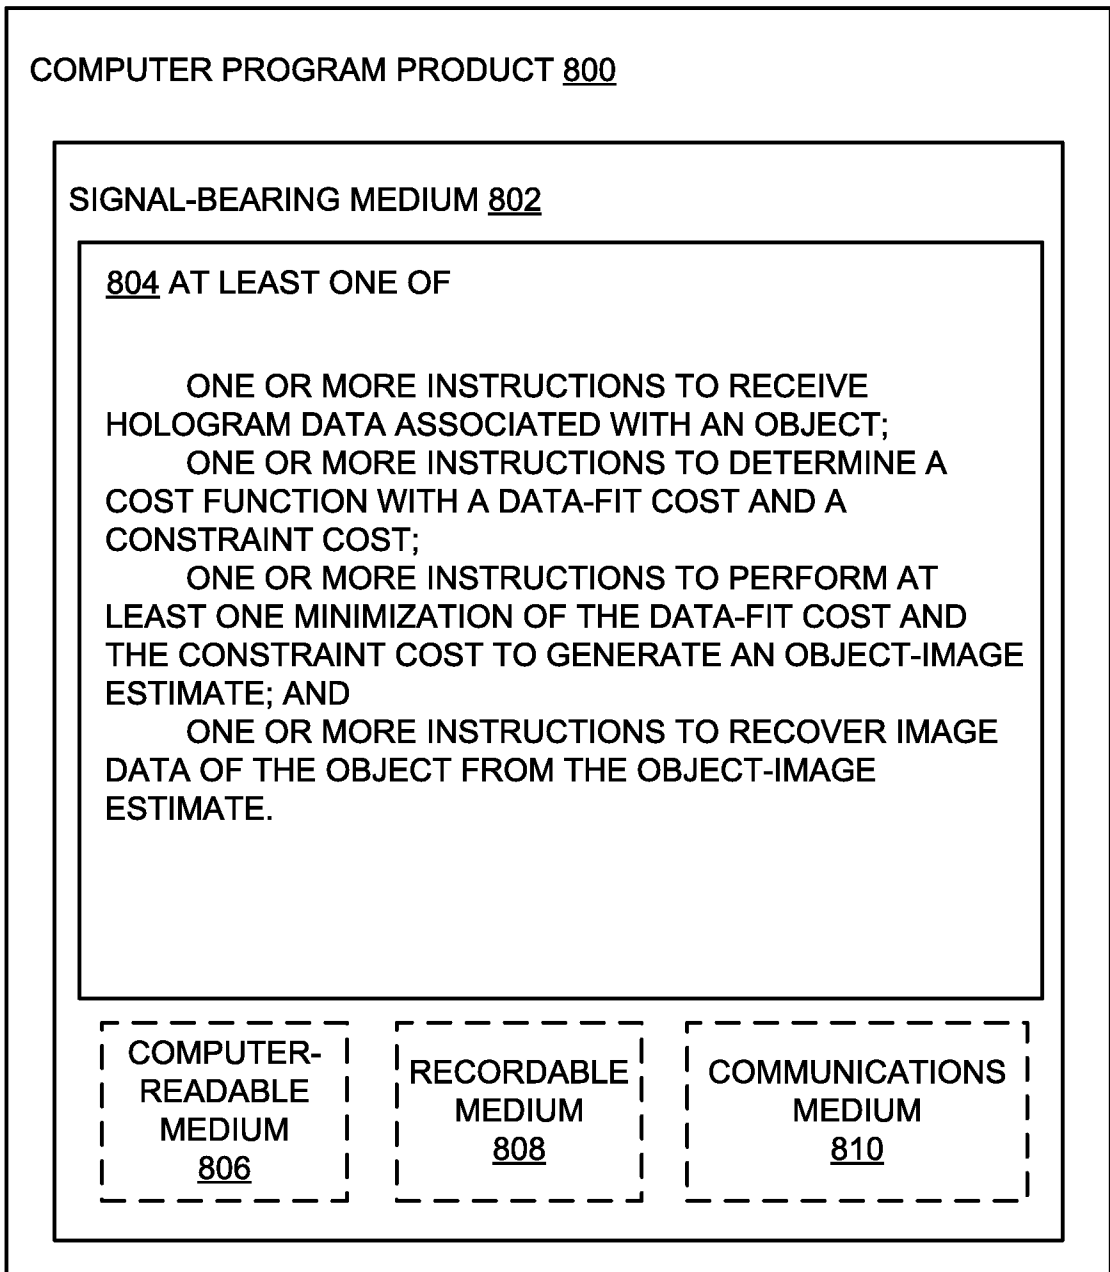 COMPUTER PROGRAM PRODUCT 800
SIGNAL-BEARING MEDIUM 802
804 AT LEAST ONE OF
ONE OR MORE INSTRUCTIONS TO RECEIVE
HOLOGRAM DATA ASSOCIATED WITH AN OBJECT;
ONE OR MORE INSTRUCTIONS TO DETERMINE A
COST FUNCTION WITH A DATA-FIT COST AND A
CONSTRAINT COST;
ONE OR MORE INSTRUCTIONS TO PERFORM AT
LEAST ONE MINIMIZATION OF THE DATA-FIT COST AND
THE CONSTRAINT COST TO GENERATE AN OBJECT-IMAGE
ESTIMATE; AND
ONE OR MORE INSTRUCTIONS TO RECOVER IMAGE
DATA OF THE OBJECT FROM THE OBJECT-IMAGE
ESTIMATE.
COMPUTER-
READABLE
MEDIUM
806
RECORDABLE
MEDIUM
808
COMMUNICATIONS
MEDIUM
810